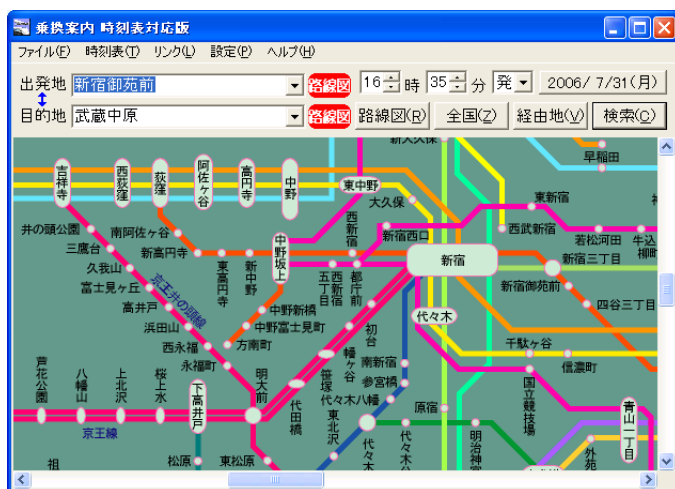 乗換案内 時刻表対応版
ファイル(F) 時刻表(T) リンク(L) 設定(P) ヘルプ(H)
出発地 新宿御苑前 路線図 16 時 35 分 発 2006/ 7/31(月)
目的地 武蔵中原 路線図 路線図(R) 全国(Z) 経由地(V) 検索(C)
新大久保
早稲田
吉祥寺
西荻窪
荻窪
阿佐ヶ谷
高円寺
中野
東中野
大久保
東新宿
井の頭公園
南阿佐ヶ谷
西新宿
新宿西口
西武新宿
若松河田
牛込
柳町
三鷹台
新高円寺
新中野
中野坂上
新宿
新宿三丁目
久我山
東高円寺
西新宿
五丁目
都庁前
富士見ヶ丘
京王井の頭線
新宿御苑前
四谷三丁目
高井戸
中野新橋
代々木
浜田山
中野富士見町
初台
西永福
方南町
幡ヶ谷
千駄ヶ谷
永福町
南新宿
信濃町
芦花公園
八幡山
上北沢
桜上水
下高井戸
明大前
代田橋
笹塚
参宮橋
国立競技場
代々木八幡
原宿
青山一丁目
京王線
東北沢
代々木
代々木公
明治神宮
外苑
祖
松原
東松原